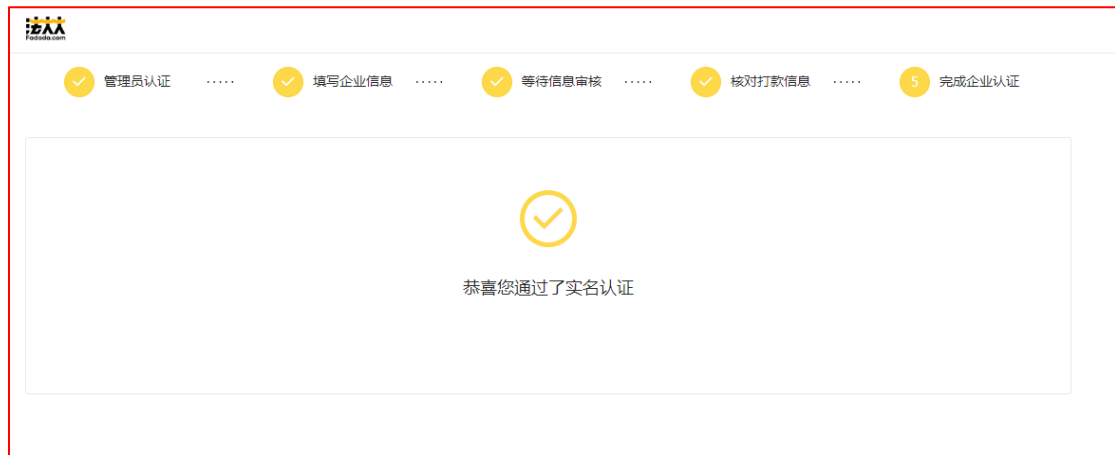 法大大
Fadada.com
管理员认证 ····· 填写企业信息 ····· 等待信息审核 ····· 核对打款信息 ····· 5 完成企业认证
恭喜您通过了实名认证